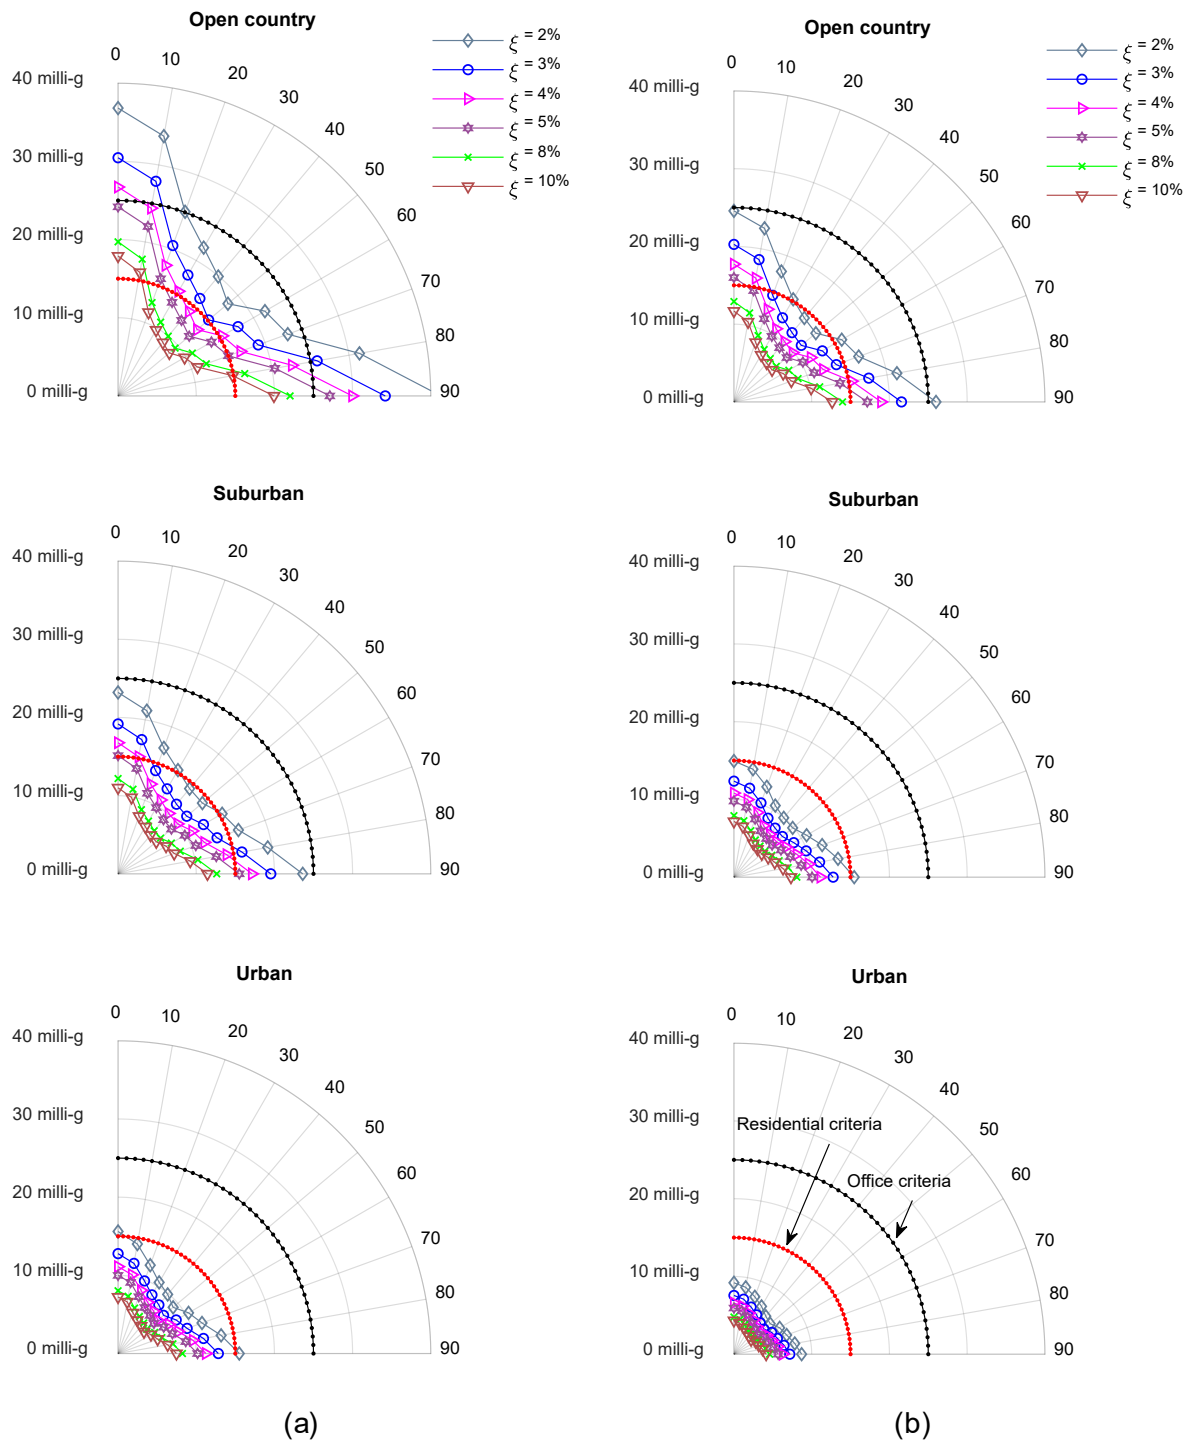 Open country
0
10
20
30
40
50
60
70
80
90
40 milli-g
30 milli-g
20 milli-g
10 milli-g
0 milli-g
ξ = 2%
ξ = 3%
ξ = 4%
ξ = 5%
ξ = 8%
ξ = 10%
Open country
0
10
20
30
40
50
60
70
80
90
40 milli-g
30 milli-g
20 milli-g
10 milli-g
0 milli-g
ξ = 2%
ξ = 3%
ξ = 4%
ξ = 5%
ξ = 8%
ξ = 10%
Suburban
0
10
20
30
40
50
60
70
80
90
40 milli-g
30 milli-g
20 milli-g
10 milli-g
0 milli-g
Suburban
0
10
20
30
40
50
60
70
80
90
40 milli-g
30 milli-g
20 milli-g
10 milli-g
0 milli-g
Urban
0
10
20
30
40
50
60
70
80
90
40 milli-g
30 milli-g
20 milli-g
10 milli-g
0 milli-g
Urban
0
10
20
30
40
50
60
70
80
90
40 milli-g
30 milli-g
20 milli-g
10 milli-g
0 milli-g
Residential criteria
Office criteria
(a)
(b)